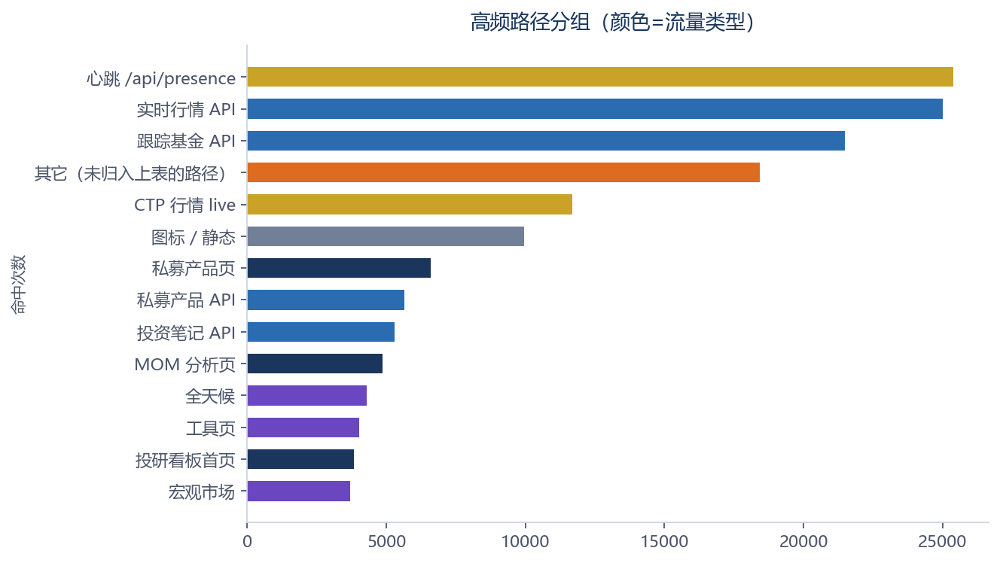 高频路径分组（颜色=流量类型）
心跳 /api/presence
实时行情 API
跟踪基金 API
其它（未归入上表的路径）
CTP 行情 live
图标 / 静态
私募产品页
私募产品 API
投资笔记 API
MOM 分析页
全天候
工具页
投研看板首页
宏观市场
命中次数
0 5000 10000 15000 20000 25000